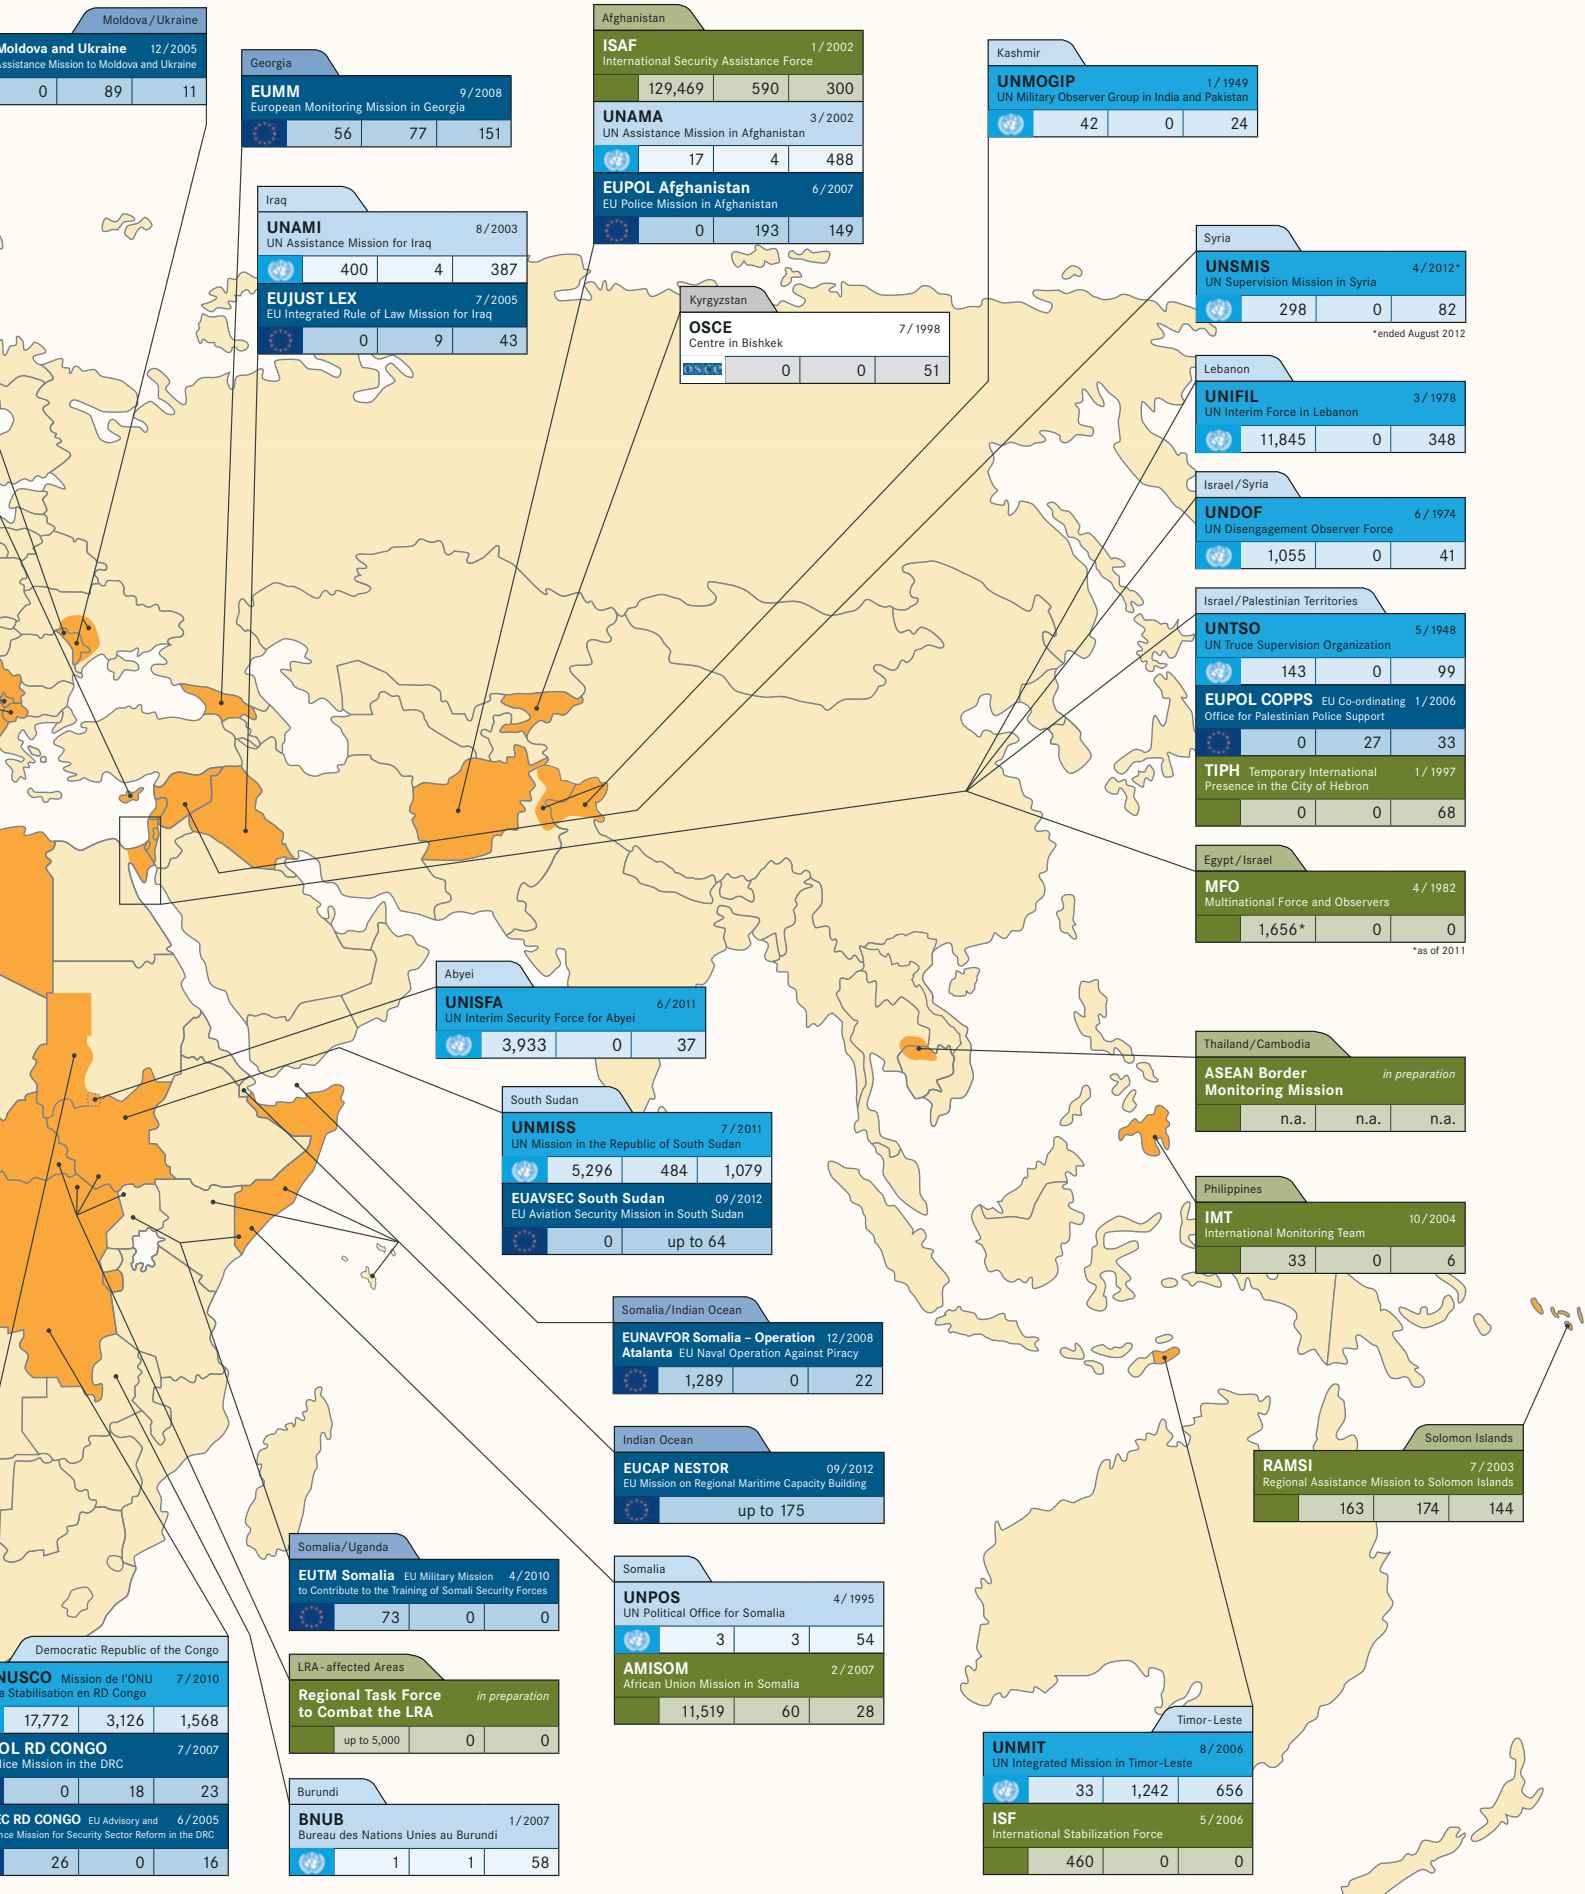 Moldova/Ukraine
Moldova and Ukraine 12/2005
Assistance Mission to Moldova and Ukraine
0 89 11
Georgia
EUMM 9/2008
European Monitoring Mission in Georgia
56 77 151
Iraq
UNAMI 8/2003
UN Assistance Mission for Iraq
400 4 387
EUJUST LEX 7/2005
EU Integrated Rule of Law Mission for Iraq
0 9 43
Afghanistan
ISAF 1/2002
International Security Assistance Force
129,469 590 300
UNAMA 3/2002
UN Assistance Mission in Afghanistan
17 4 488
EUPOL Afghanistan 6/2007
EU Police Mission in Afghanistan
0 193 149
Kyrgyzstan
OSCE 7/1998
Centre in Bishkek
osce 0 0 51
Kashmir
UNMOGIP 1/1949
UN Military Observer Group in India and Pakistan
42 0 24
Syria
UNSMIS 4/2012*
UN Supervision Mission in Syria
298 0 82
*ended August 2012
Lebanon
UNIFIL 3/1978
UN Interim Force in Lebanon
11,845 0 348
Israel/Syria
UNDOF 6/1974
UN Disengagement Observer Force
1,055 0 41
Israel/Palestinian Territories
UNTSO 5/1948
UN Truce Supervision Organization
143 0 99
EUPOL COPPS EU Co-ordinating 1/2006
Office for Palestinian Police Support
0 27 33
TIPH Temporary International 1/1997
Presence in the City of Hebron
0 0 68
Egypt/Israel
MFO 4/1982
Multinational Force and Observers
1,656* 0 0
*as of 2011
Abyei
UNISFA 6/2011
UN Interim Security Force for Abyei
3,933 0 37
South Sudan
UNMISS 7/2011
UN Mission in the Republic of South Sudan
5,296 484 1,079
EUAVSEC South Sudan 09/2012
EU Aviation Security Mission in South Sudan
0 up to 64
Thailand/Cambodia
ASEAN Border in preparation
Monitoring Mission
n.a. n.a. n.a.
Philippines
IMT 10/2004
International Monitoring Team
33 0 6
Somalia/Indian Ocean
EUNAVFOR Somalia – Operation 12/2008
Atalanta EU Naval Operation Against Piracy
1,289 0 22
Indian Ocean
EUCAP NESTOR 09/2012
EU Mission on Regional Maritime Capacity Building
up to 175
Solomon Islands
RAMSI 7/2003
Regional Assistance Mission to Solomon Islands
163 174 144
Somalia/Uganda
EUTM Somalia EU Military Mission 4/2010
to Contribute to the Training of Somali Security Forces
73 0 0
Somalia
UNPOS 4/1995
UN Political Office for Somalia
3 3 54
AMISOM 2/2007
African Union Mission in Somalia
11,519 60 28
Democratic Republic of the Congo
NUSCO Mission de l'ONU 7/2010
a Stabilisation en RD Congo
17,772 3,126 1,568
OL RD CONGO 7/2007
lice Mission in the DRC
0 18 23
EC RD CONGO EU Advisory and 6/2005
nce Mission for Security Sector Reform in the DRC
26 0 16
LRA-affected Areas
Regional Task Force in preparation
to Combat the LRA
up to 5,000 0 0
Burundi
BNUB 1/2007
Bureau des Nations Unies au Burundi
1 1 58
Timor-Leste
UNMIT 8/2006
UN Integrated Mission in Timor-Leste
33 1,242 656
ISF 5/2006
International Stabilization Force
460 0 0